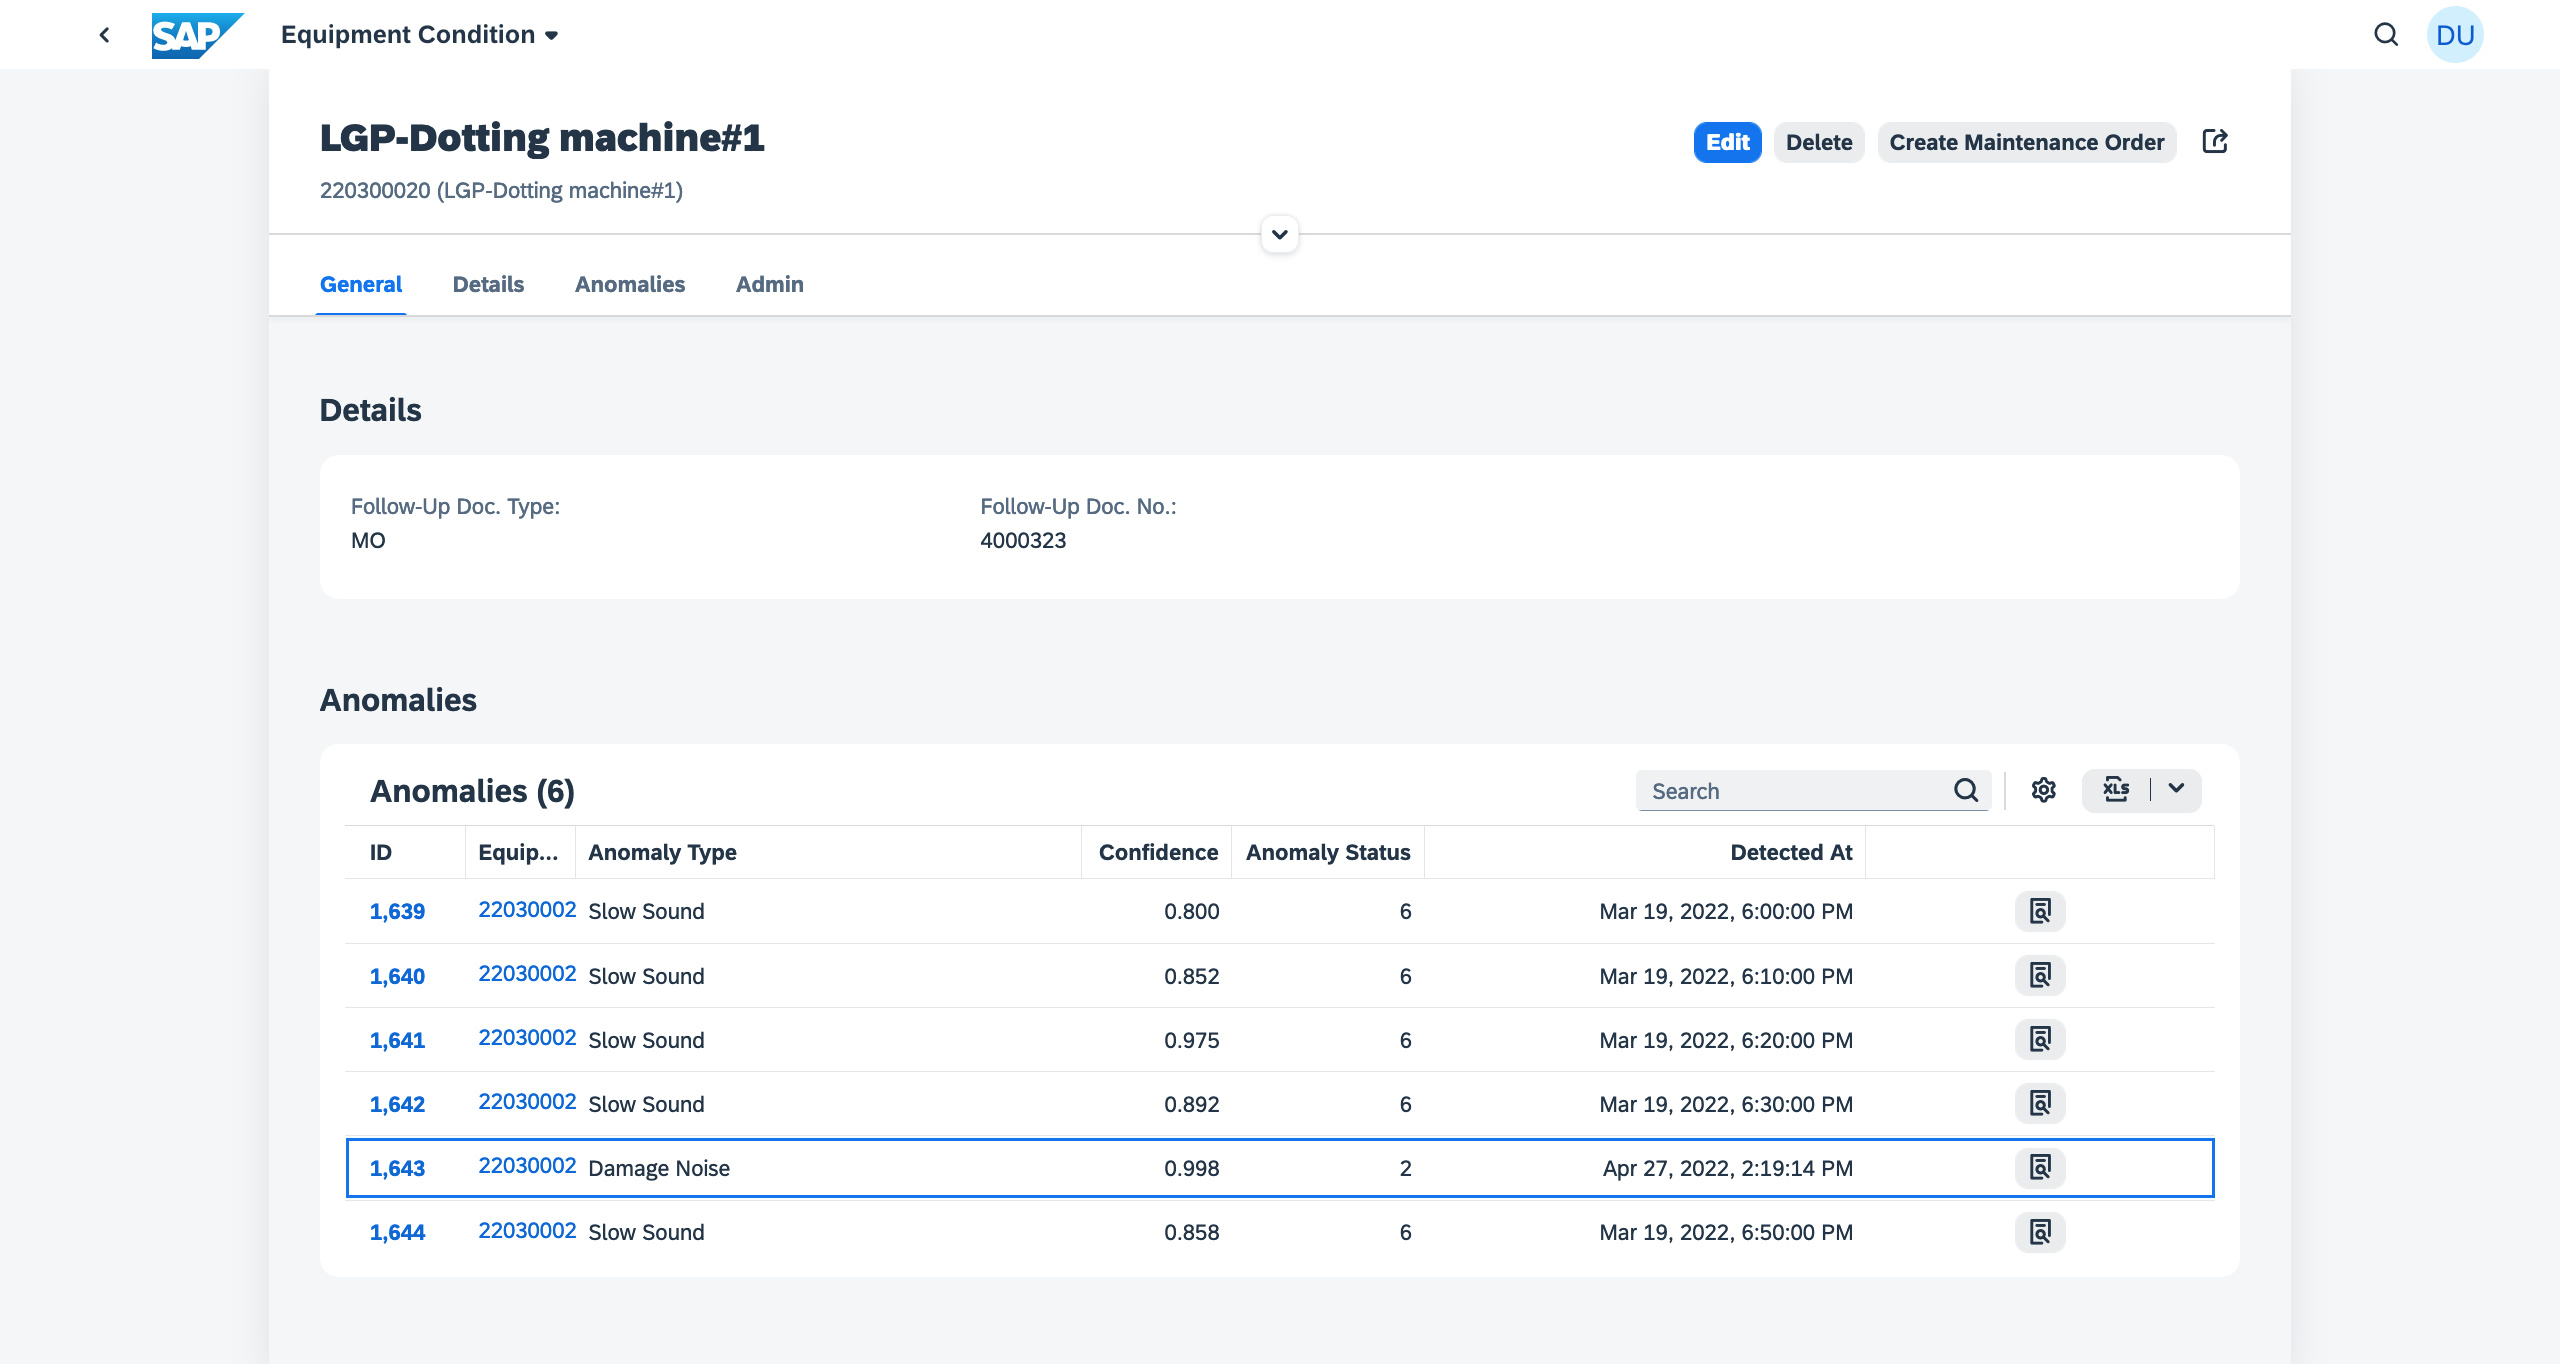 SAP Equipment Condition DU
LGP-Dotting machine#1
Edit Delete Create Maintenance Order
220300020 (LGP-Dotting machine#1)
General Details Anomalies Admin
Details
Follow-Up Doc. Type: Follow-Up Doc. No.:
MO 4000323
Anomalies
Anomalies (6) Search XLS
ID Equip... Anomaly Type Confidence Anomaly Status Detected At
1,639 22030002 Slow Sound 0.800 6 Mar 19, 2022, 6:00:00 PM
1,640 22030002 Slow Sound 0.852 6 Mar 19, 2022, 6:10:00 PM
1,641 22030002 Slow Sound 0.975 6 Mar 19, 2022, 6:20:00 PM
1,642 22030002 Slow Sound 0.892 6 Mar 19, 2022, 6:30:00 PM
1,643 22030002 Damage Noise 0.998 2 Apr 27, 2022, 2:19:14 PM
1,644 22030002 Slow Sound 0.858 6 Mar 19, 2022, 6:50:00 PM